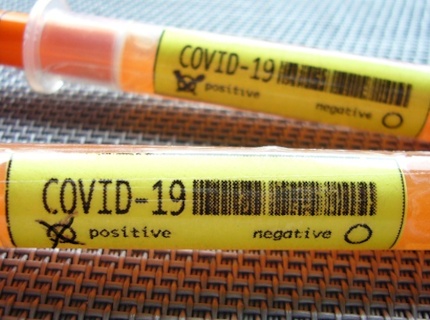 COVID-19
positive
negative
COVID-19
positive negative